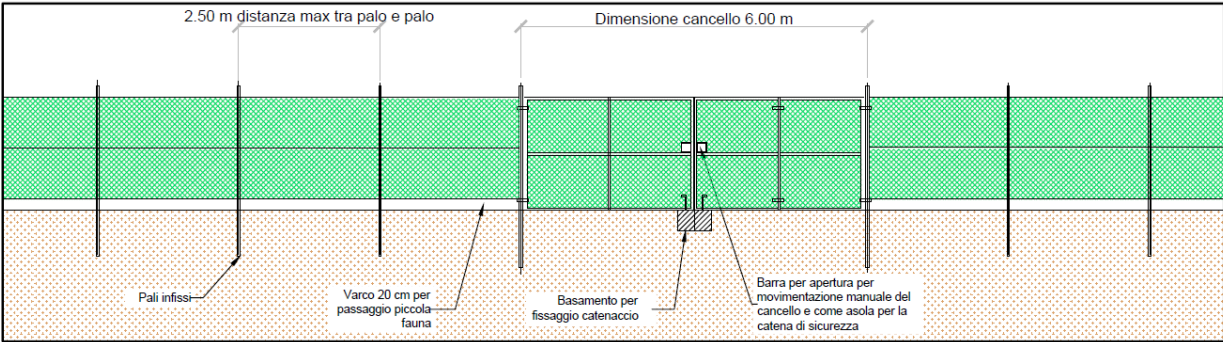 2.50 m distanza max tra palo e palo
Dimensione cancello 6.00 m
Pali infissi
Varco 20 cm per
passaggio piccola
fauna
Basamento per
fissaggio catenaccio
Barra per apertura per
movimentazione manuale del
cancello e come asola per la
catena di sicurezza